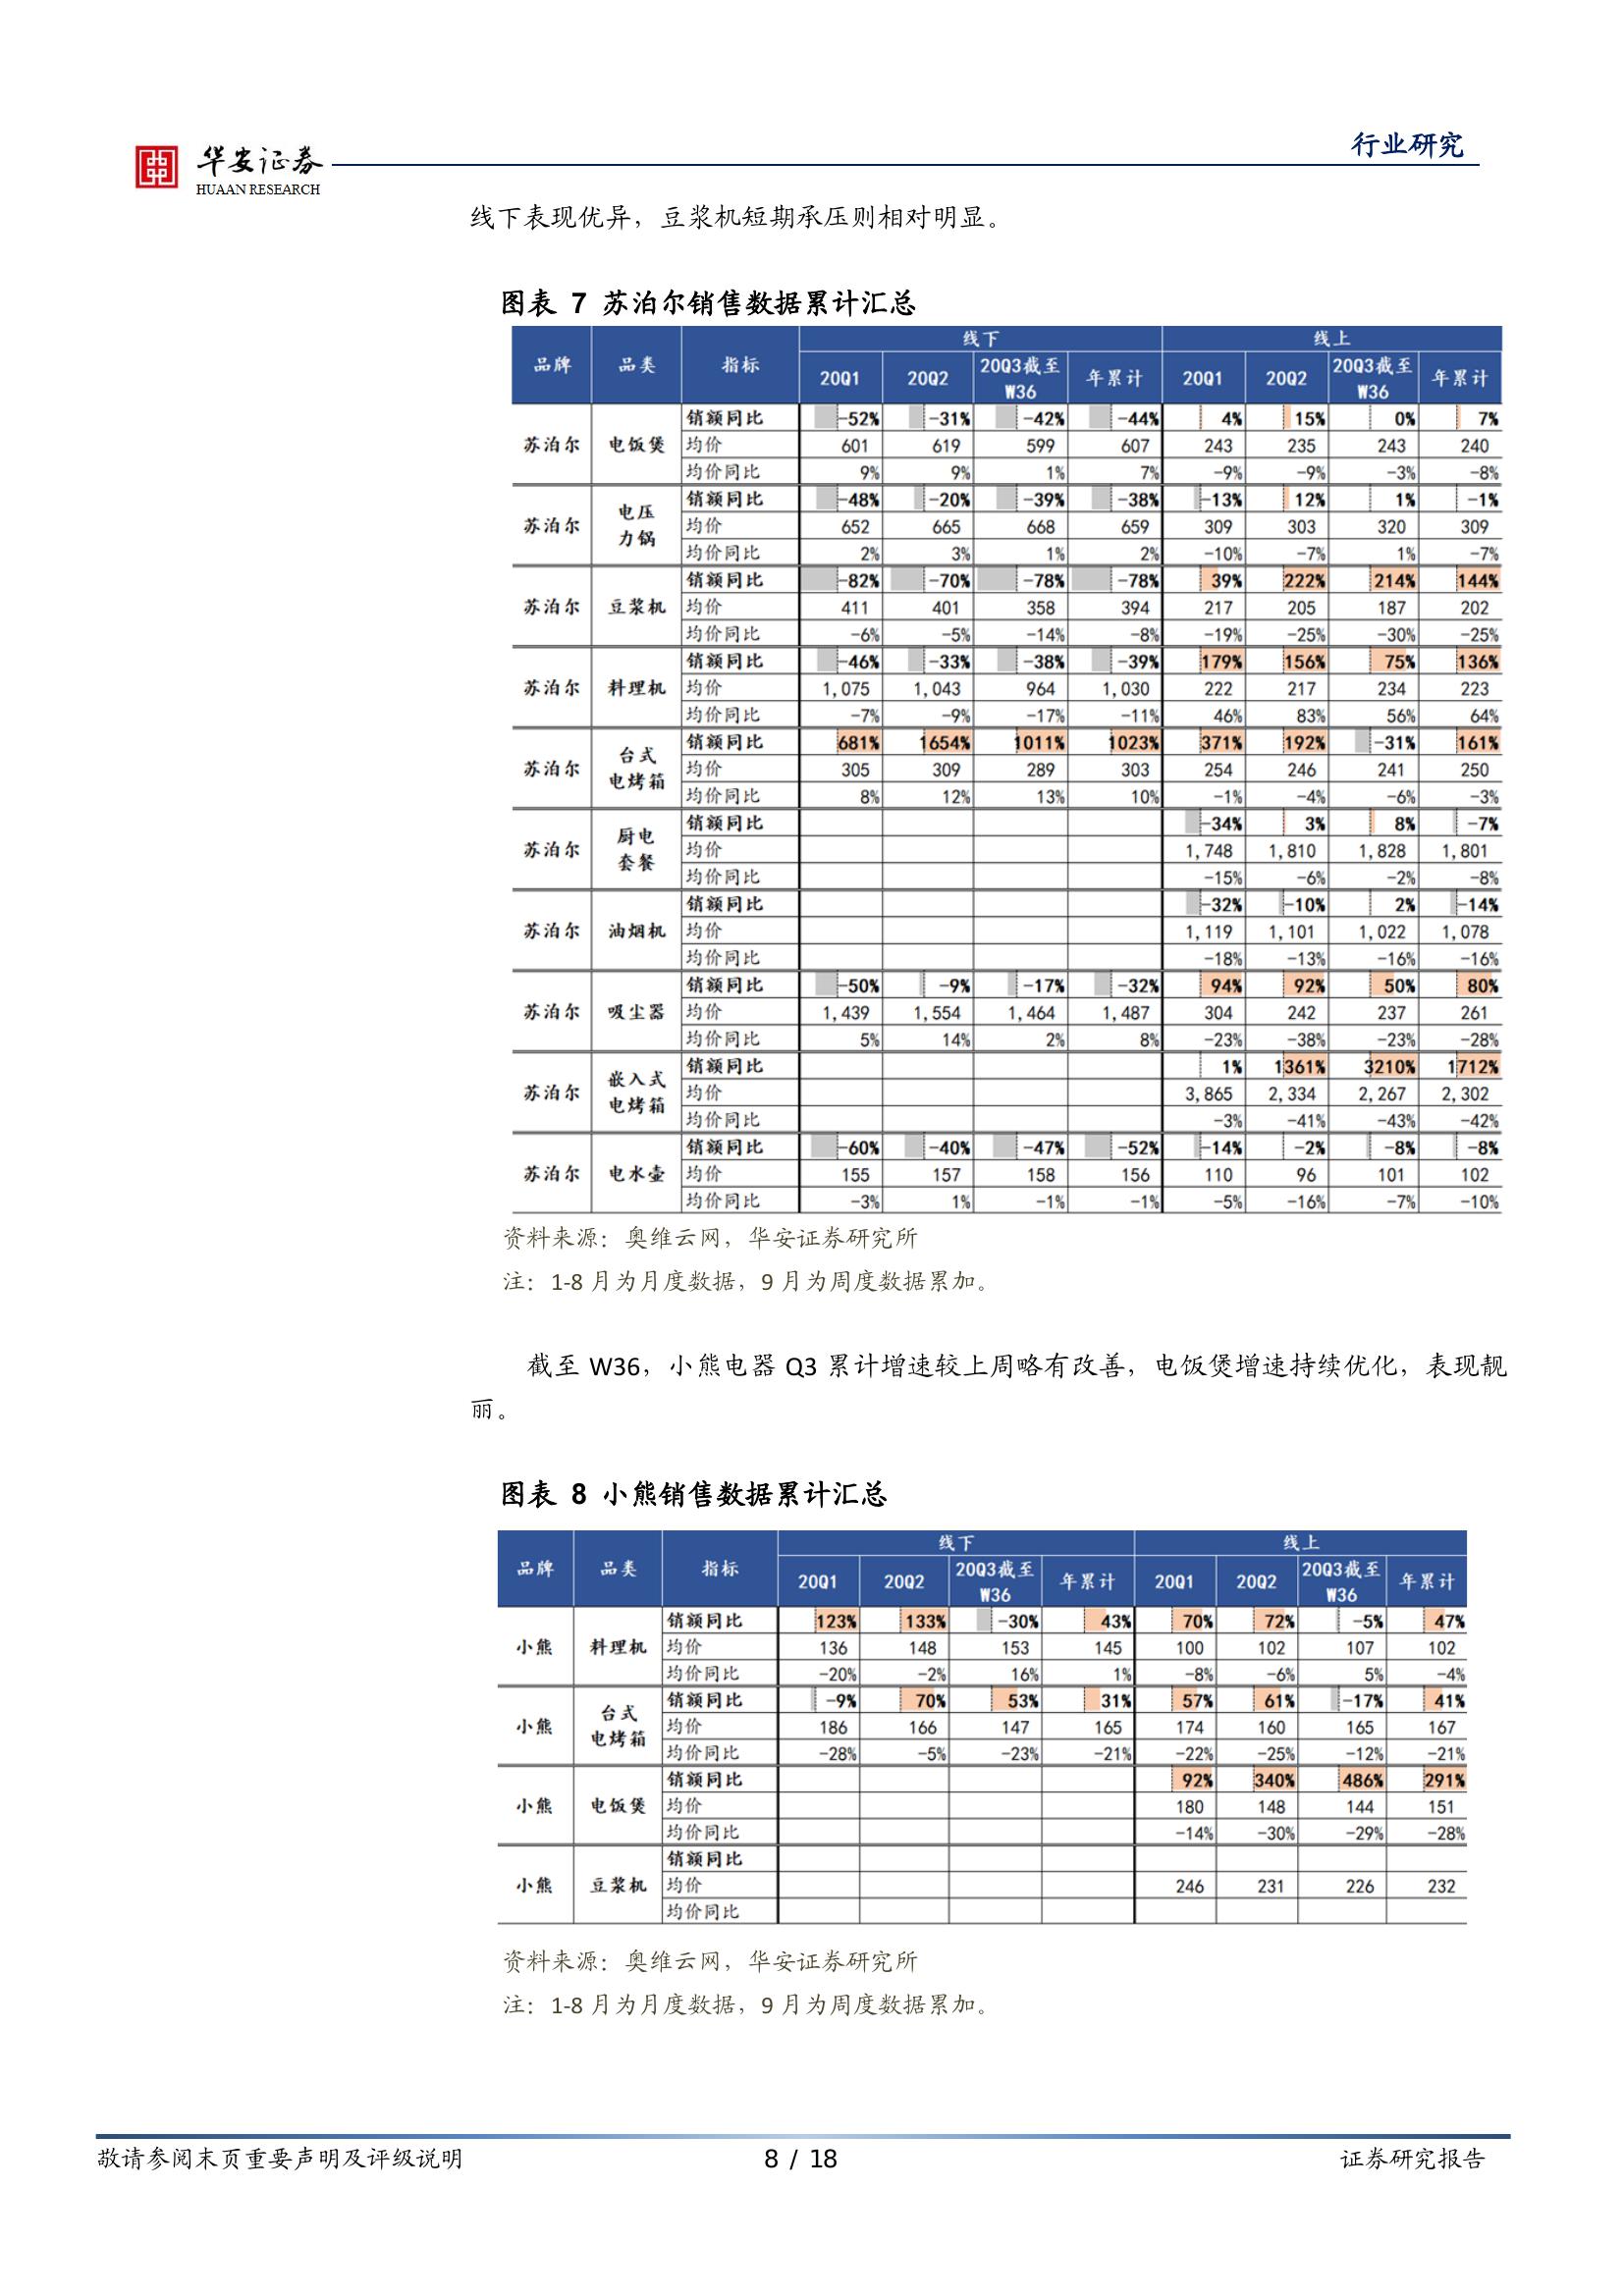 华安证券
HUAAN RESEARCH
行业研究
线下表现优异，豆浆机短期承压则相对明显。
图表 7 苏泊尔销售数据累计汇总
品牌 品类 指标 线下 线上
20Q1 20Q2 20Q3截至W36 年累计 20Q1 20Q2 20Q3截至W36 年累计
苏泊尔 电饭煲 销额同比 -52% -31% -42% -44% 4% 15% 0% 7%
均价 601 619 599 607 243 235 243 240
均价同比 9% 9% 1% 7% -9% -9% -3% -8%
苏泊尔 电压力锅 销额同比 -48% -20% -39% -38% -13% 12% 1% -1%
均价 652 665 668 659 309 303 320 309
均价同比 2% 3% 1% 2% -10% -7% 1% -7%
苏泊尔 豆浆机 销额同比 -82% -70% -78% -78% 39% 222% 214% 144%
均价 411 401 358 394 217 205 187 202
均价同比 -6% -5% -14% -8% -19% -25% -30% -25%
苏泊尔 料理机 销额同比 -46% -33% -38% -39% 179% 156% 75% 136%
均价 1,075 1,043 964 1,030 222 217 234 223
均价同比 -7% -9% -17% -11% 46% 83% 56% 64%
苏泊尔 台式电烤箱 销额同比 681% 1654% 1011% 1023% 371% 192% -31% 161%
均价 305 309 289 303 254 246 241 250
均价同比 8% 12% 13% 10% -1% -4% -6% -3%
苏泊尔 厨电套餐 销额同比 -34% 3% 8% -7%
均价 1,748 1,810 1,828 1,801
均价同比 -15% -6% -2% -8%
苏泊尔 油烟机 销额同比 -32% -10% 2% -14%
均价 1,119 1,101 1,022 1,078
均价同比 -18% -13% -16% -16%
苏泊尔 吸尘器 销额同比 -50% -9% -17% -32% 94% 92% 50% 80%
均价 1,439 1,554 1,464 1,487 304 242 237 261
均价同比 5% 14% 2% 8% -23% -38% -23% -28%
苏泊尔 嵌入式电烤箱 销额同比 1% 1361% 3210% 1712%
均价 3,865 2,334 2,267 2,302
均价同比 -3% -41% -43% -42%
苏泊尔 电水壶 销额同比 -60% -40% -47% -52% -14% -2% -8% -8%
均价 155 157 158 156 110 96 101 102
均价同比 -3% 1% -1% -1% -5% -16% -7% -10%
资料来源：奥维云网，华安证券研究所
注：1-8 月为月度数据，9 月为周度数据累加。
截至 W36，小熊电器 Q3 累计增速较上周略有改善，电饭煲增速持续优化，表现靓
丽。
图表 8 小熊销售数据累计汇总
品牌 品类 指标 线下 线上
20Q1 20Q2 20Q3截至W36 年累计 20Q1 20Q2 20Q3截至W36 年累计
小熊 料理机 销额同比 123% 133% -30% 43% 70% 72% -5% 47%
均价 136 148 153 145 100 102 107 102
均价同比 -20% -2% 16% 1% -8% -6% 5% -4%
小熊 台式电烤箱 销额同比 -9% 70% 53% 31% 57% 61% -17% 41%
均价 186 166 147 165 174 160 165 167
均价同比 -28% -5% -23% -21% -22% -25% -12% -21%
小熊 电饭煲 销额同比 92% 340% 486% 291%
均价 180 148 144 151
均价同比 -14% -30% -29% -28%
小熊 豆浆机 销额同比
均价 246 231 226 232
均价同比
资料来源：奥维云网，华安证券研究所
注：1-8 月为月度数据，9 月为周度数据累加。
敬请参阅末页重要声明及评级说明 8 / 18 证券研究报告